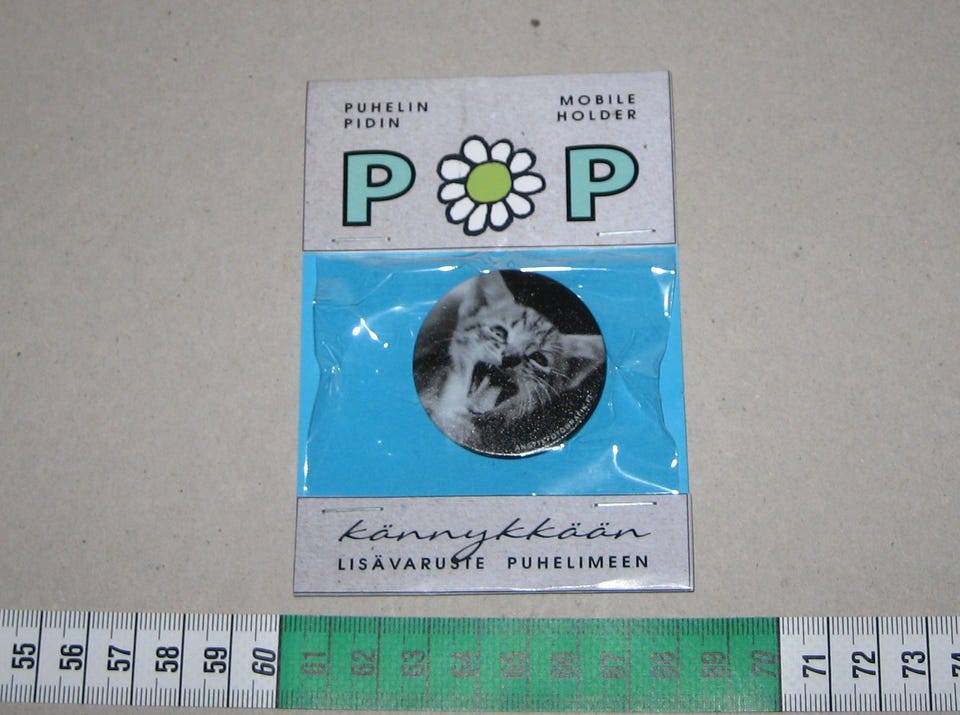 PUHELIN
PIDIN
MOBILE
HOLDER
POP
kännykkään
LISÄVARUSTE PUHELIMEEN
55 56 57 58 59 60 61 62 63 64 65 66 67 68 69 70 71 72 73 74